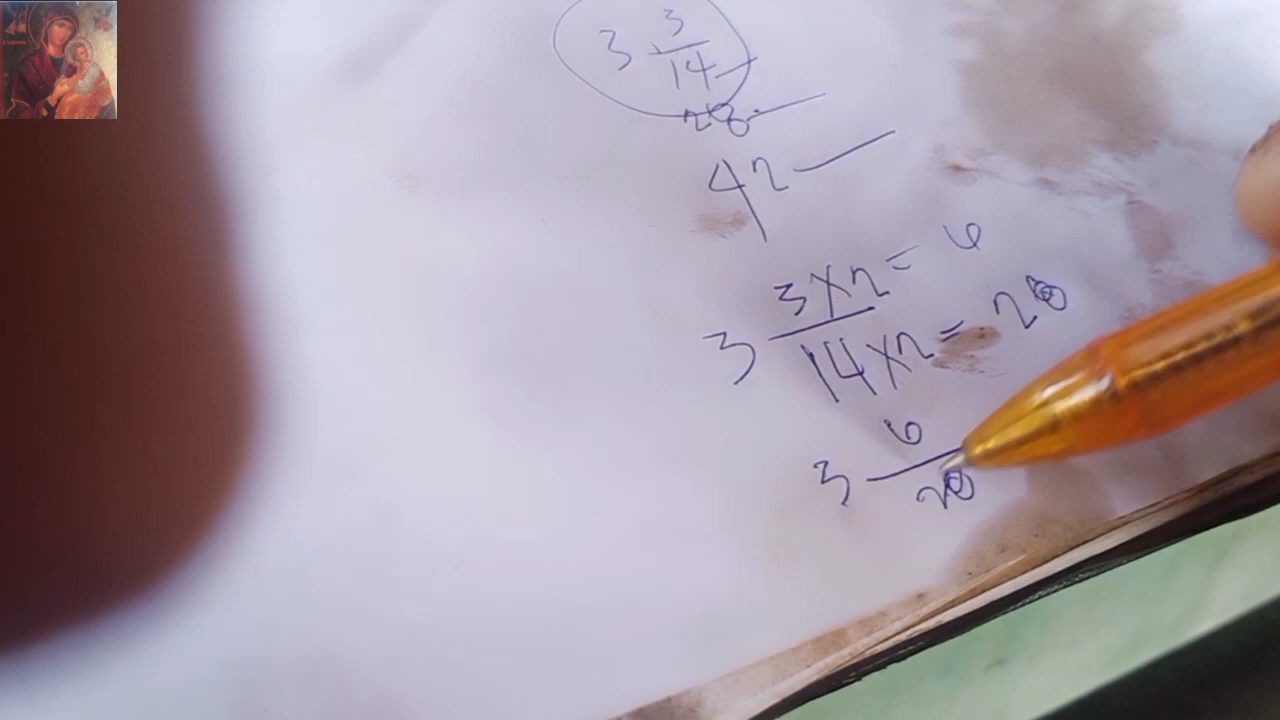 3 3/14
28
42
3 3×2 = 6
14×2 = 28
3 6/28